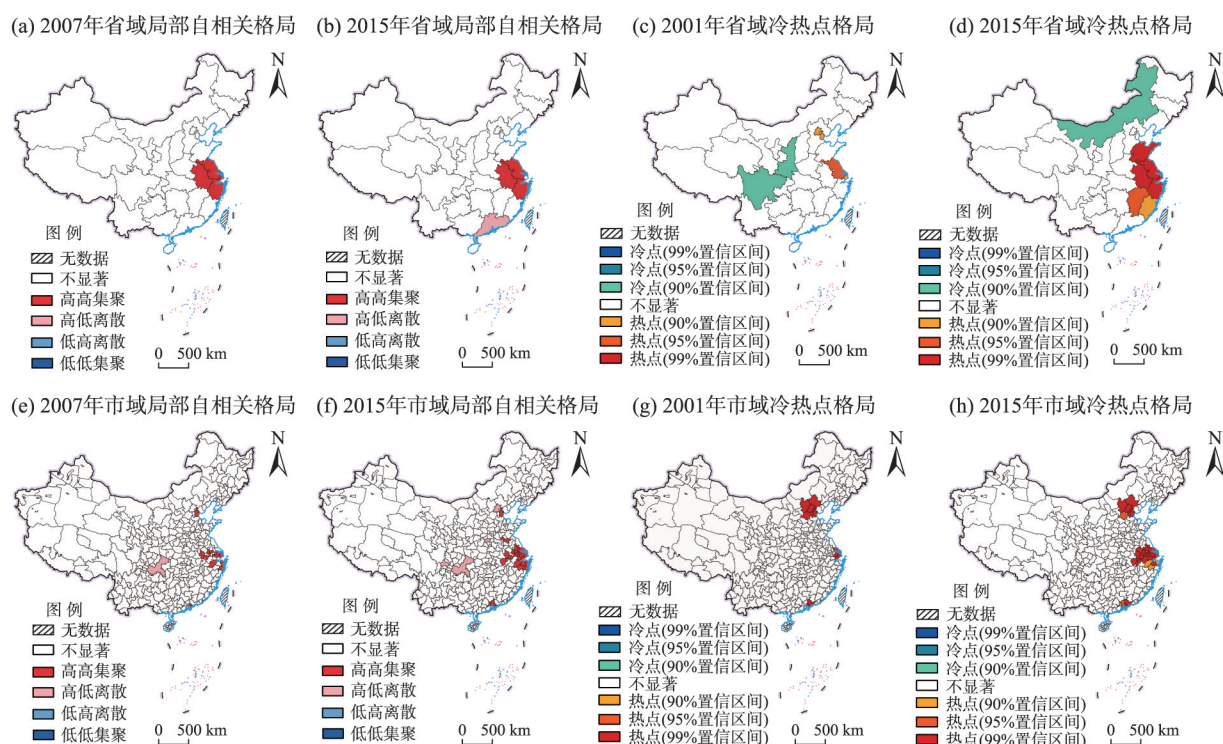 (a) 2007年省域局部自相关格局
(b) 2015年省域局部自相关格局
(c) 2001年省域冷热点格局
(d) 2015年省域冷热点格局
N
图 例
无数据
不显著
高高集聚
高低离散
低高离散
低低集聚
0 500 km
N
图 例
无数据
不显著
高高集聚
高低离散
低高离散
低低集聚
0 500 km
N
图 例
无数据
冷点(99%置信区间)
冷点(95%置信区间)
冷点(90%置信区间)
不显著
热点(90%置信区间)
热点(95%置信区间)
热点(99%置信区间)
0 500 km
N
图 例
无数据
冷点(99%置信区间)
冷点(95%置信区间)
冷点(90%置信区间)
不显著
热点(90%置信区间)
热点(95%置信区间)
热点(99%置信区间)
0 500 km
(e) 2007年市域局部自相关格局
(f) 2015年市域局部自相关格局
(g) 2001年市域冷热点格局
(h) 2015年市域冷热点格局
N
图 例
无数据
不显著
高高集聚
高低离散
低高离散
低低集聚
0 500 km
N
图 例
无数据
不显著
高高集聚
高低离散
低高离散
低低集聚
0 500 km
N
图 例
无数据
冷点(99%置信区间)
冷点(95%置信区间)
冷点(90%置信区间)
不显著
热点(90%置信区间)
热点(95%置信区间)
热点(99%置信区间)
0 500 km
N
图 例
无数据
冷点(99%置信区间)
冷点(95%置信区间)
冷点(90%置信区间)
不显著
热点(90%置信区间)
热点(95%置信区间)
热点(99%置信区间)
0 500 km